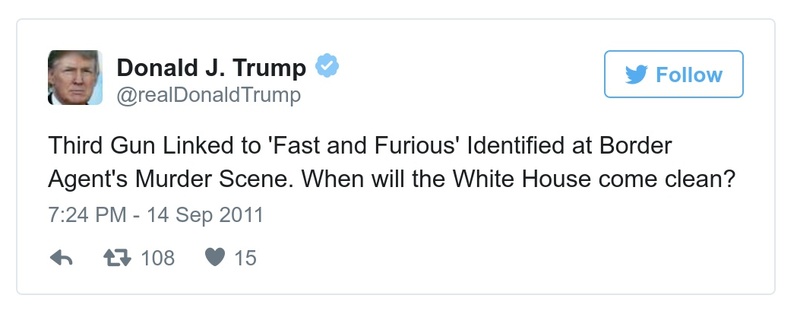 Donald J. Trump
@realDonaldTrump
Follow
Third Gun Linked to 'Fast and Furious' Identified at Border
Agent's Murder Scene. When will the White House come clean?
7:24 PM - 14 Sep 2011
108 15